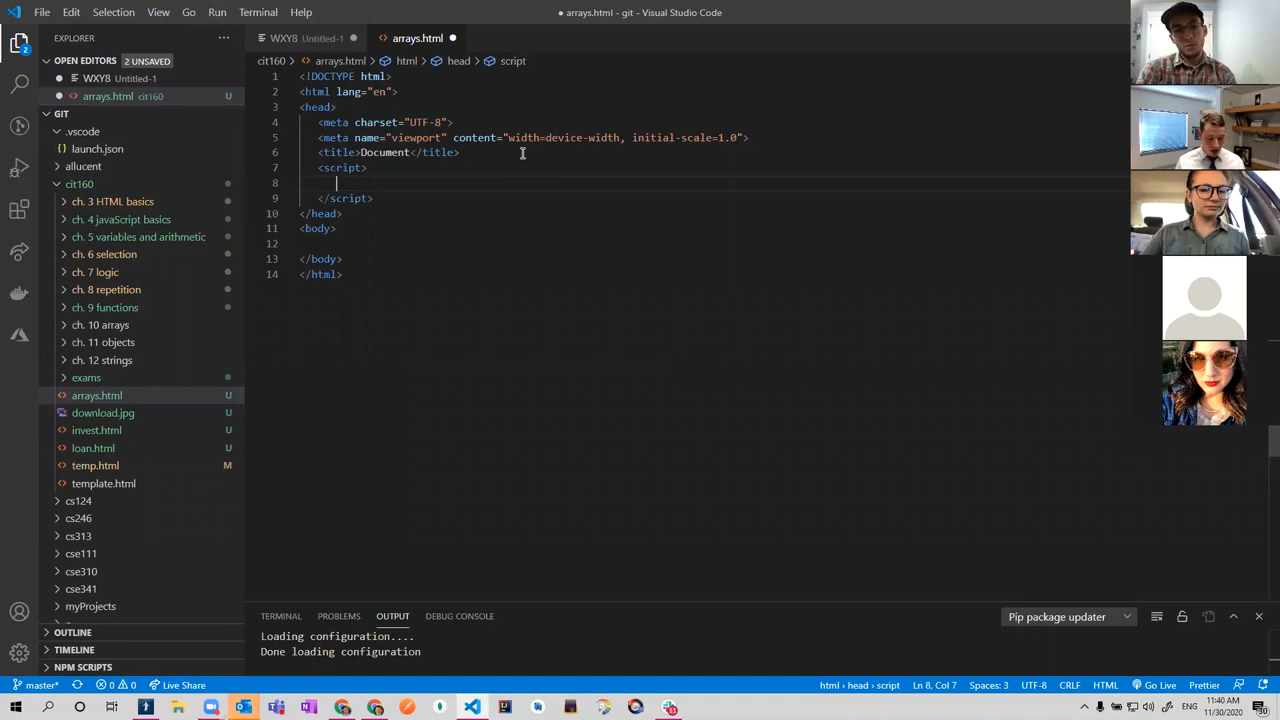 File Edit Selection View Go Run Terminal Help
● arrays.html - git - Visual Studio Code
EXPLORER
OPEN EDITORS 2 UNSAVED
WXY8 Untitled-1
arrays.html cit160 U
GIT
.vscode
launch.json
allucent
cit160
ch. 3 HTML basics
ch. 4 javaScript basics
ch. 5 variables and arithmetic
ch. 6 selection
ch. 7 logic
ch. 8 repetition
ch. 9 functions
ch. 10 arrays
ch. 11 objects
ch. 12 strings
exams
arrays.html U
download.jpg U
invest.html U
loan.html U
temp.html M
template.html
cs124
cs246
cs313
cse111
cse310
cse341
myProjects
OUTLINE
TIMELINE
NPM SCRIPTS
WXY8 Untitled-1
arrays.html
cit160 > arrays.html > html > head > script
1 <!DOCTYPE html>
2 <html lang="en">
3 <head>
4 <meta charset="UTF-8">
5 <meta name="viewport" content="width=device-width, initial-scale=1.0">
6 <title>Document</title>
7 <script>
8
9 </script>
10 </head>
11 <body>
12
13 </body>
14 </html>
TERMINAL PROBLEMS OUTPUT DEBUG CONSOLE
Pip package updater
Loading configuration....
Done loading configuration
2
master* 0 0 Live Share
html > head > script Ln 8, Col 7 Spaces: 3 UTF-8 CRLF HTML Go Live Prettier
11:40 AM
11/30/2020
30